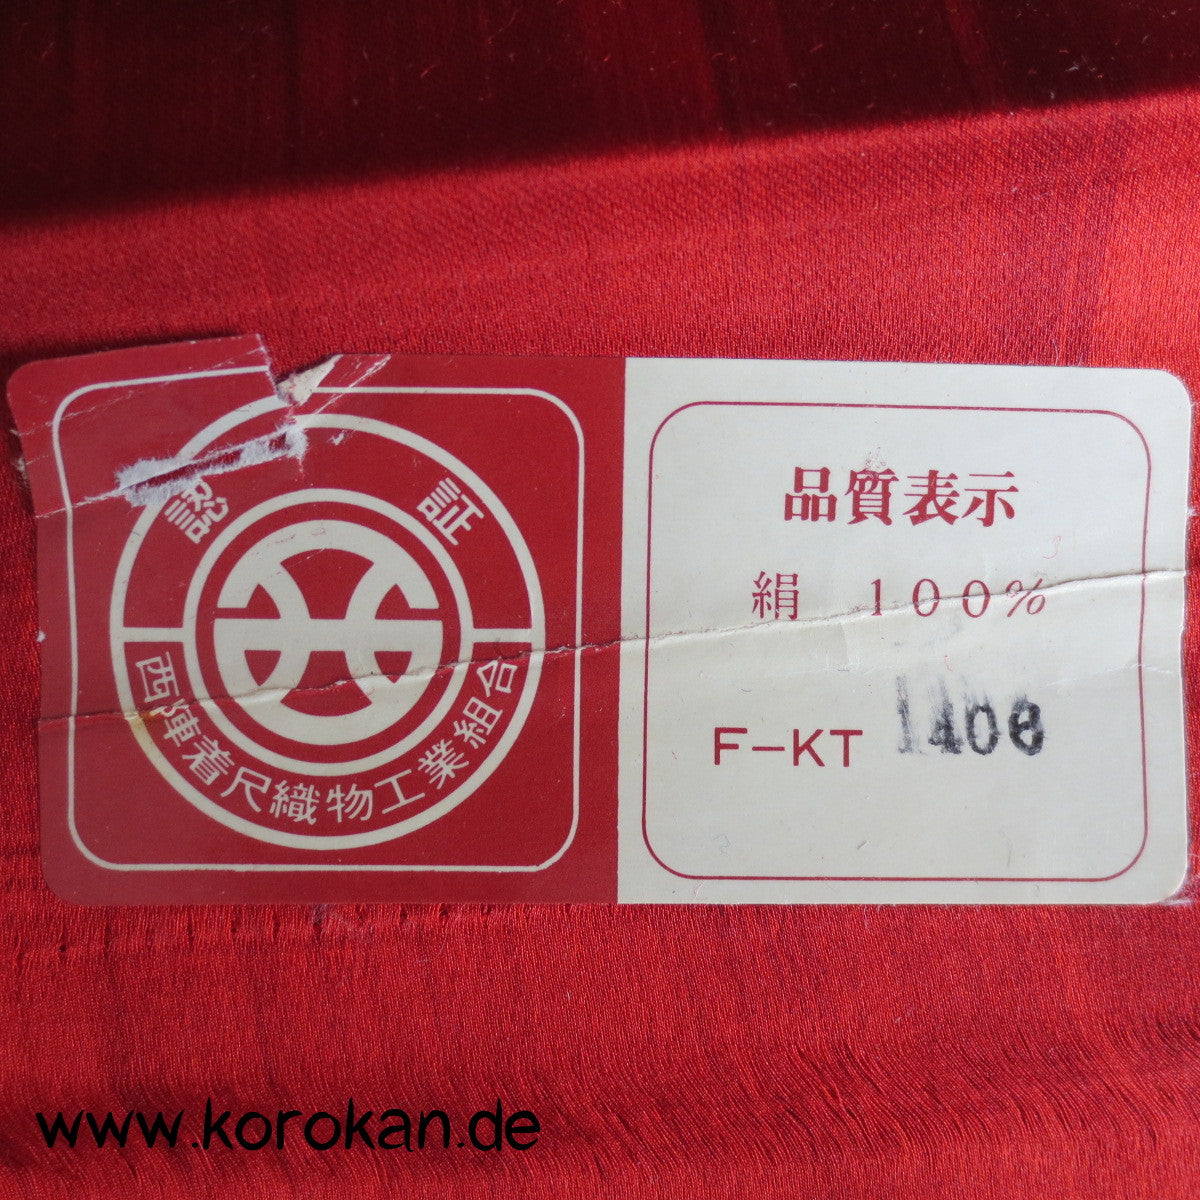 認証
西陣着尺織物工業組合
品質表示
絹 100%
F-KT 1406
www.korokan.de